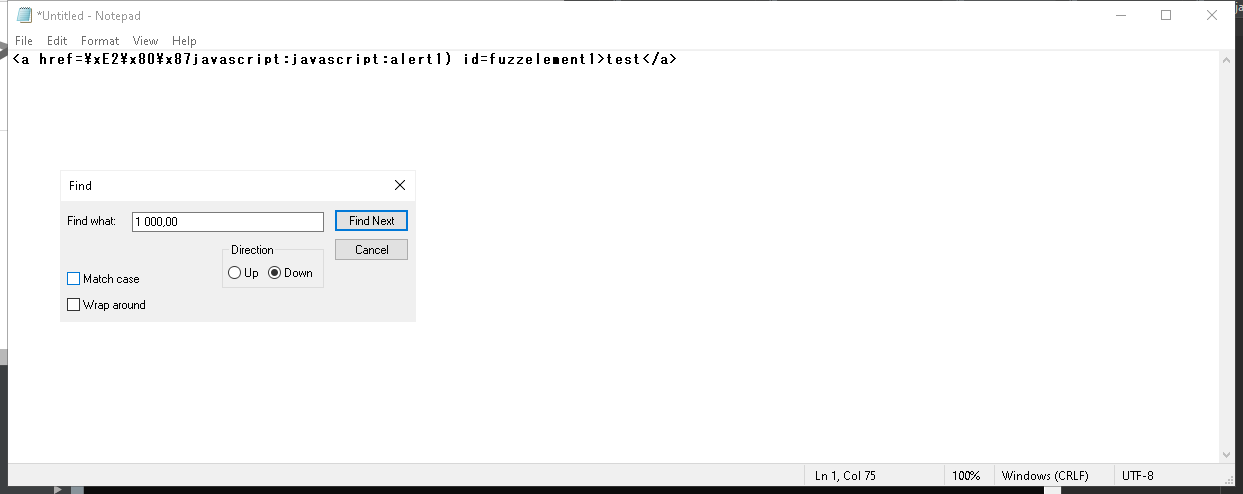 *Untitled - Notepad
File Edit Format View Help
<a href=¥xE2¥x80¥x87javascript:javascript:alert1) id=fuzzelement1>test</a>
Find
Find what: 1 000,00 Find Next
Direction Cancel
Up Down
Match case
Wrap around
Ln 1, Col 75 100% Windows (CRLF) UTF-8